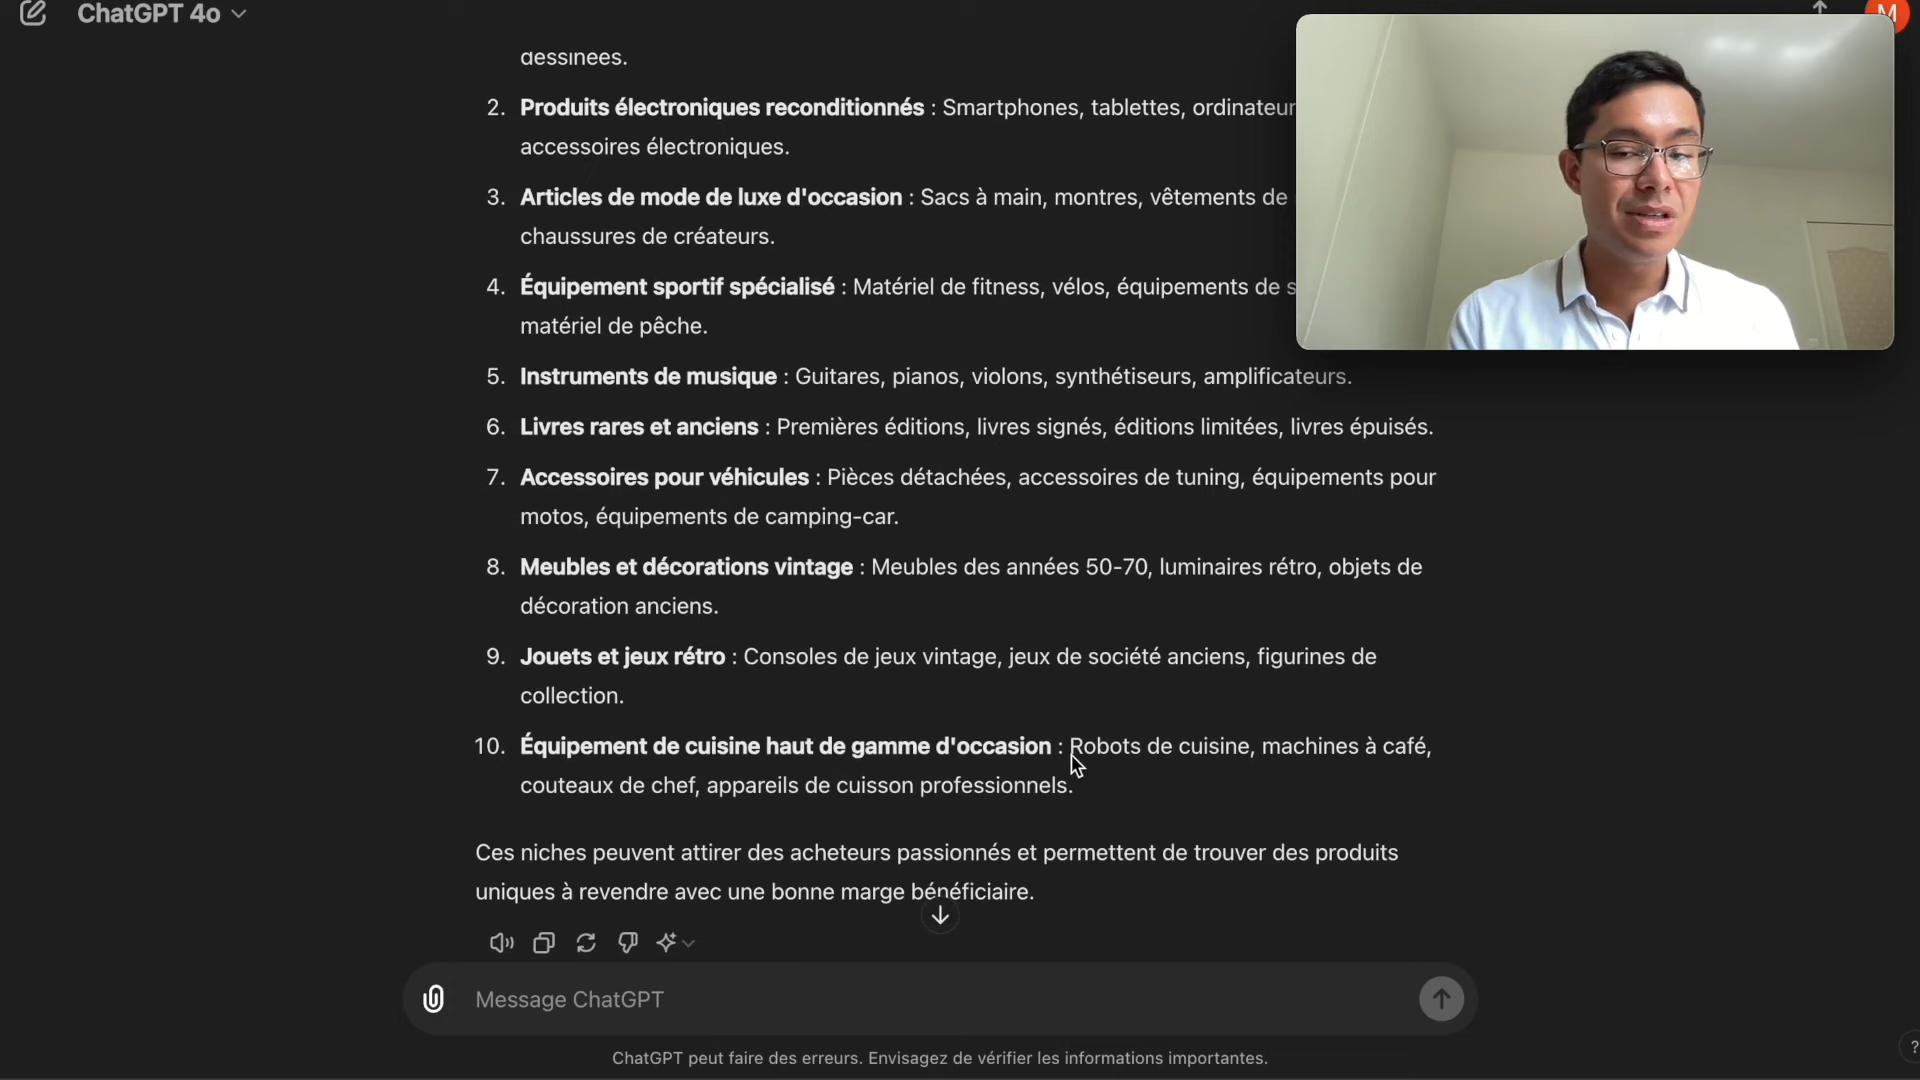 ChatGPT 4o
M
dessinées.
2. Produits électroniques reconditionnés : Smartphones, tablettes, ordinateur
accessoires électroniques.
3. Articles de mode de luxe d'occasion : Sacs à main, montres, vêtements de
chaussures de créateurs.
4. Équipement sportif spécialisé : Matériel de fitness, vélos, équipements de s
matériel de pêche.
5. Instruments de musique : Guitares, pianos, violons, synthétiseurs, amplificateurs.
6. Livres rares et anciens : Premières éditions, livres signés, éditions limitées, livres épuisés.
7. Accessoires pour véhicules : Pièces détachées, accessoires de tuning, équipements pour
motos, équipements de camping-car.
8. Meubles et décorations vintage : Meubles des années 50-70, luminaires rétro, objets de
décoration anciens.
9. Jouets et jeux rétro : Consoles de jeux vintage, jeux de société anciens, figurines de
collection.
10. Équipement de cuisine haut de gamme d'occasion : Robots de cuisine, machines à café,
couteaux de chef, appareils de cuisson professionnels.
Ces niches peuvent attirer des acheteurs passionnés et permettent de trouver des produits
uniques à revendre avec une bonne marge bénéficiaire.
Message ChatGPT
ChatGPT peut faire des erreurs. Envisagez de vérifier les informations importantes.
?